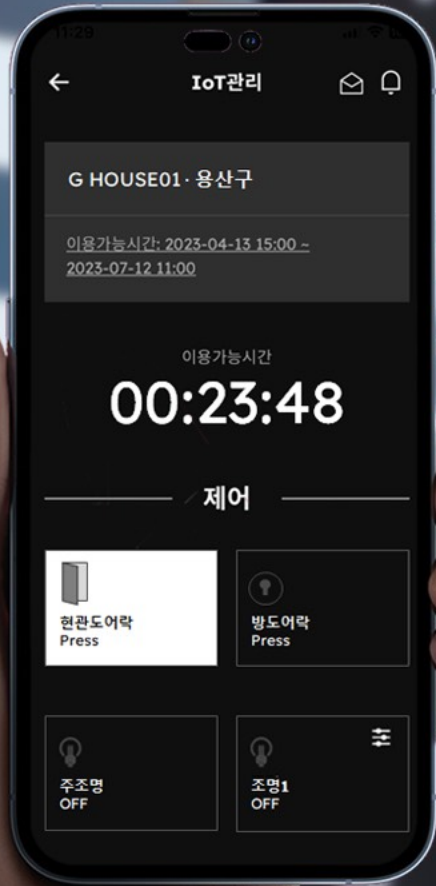 11:29
IoT관리
G HOUSE01 · 용산구
이용가능시간: 2023-04-13 15:00 ~
2023-07-12 11:00
이용가능시간
00:23:48
제어
현관도어락
Press
방도어락
Press
주조명
OFF
조명1
OFF